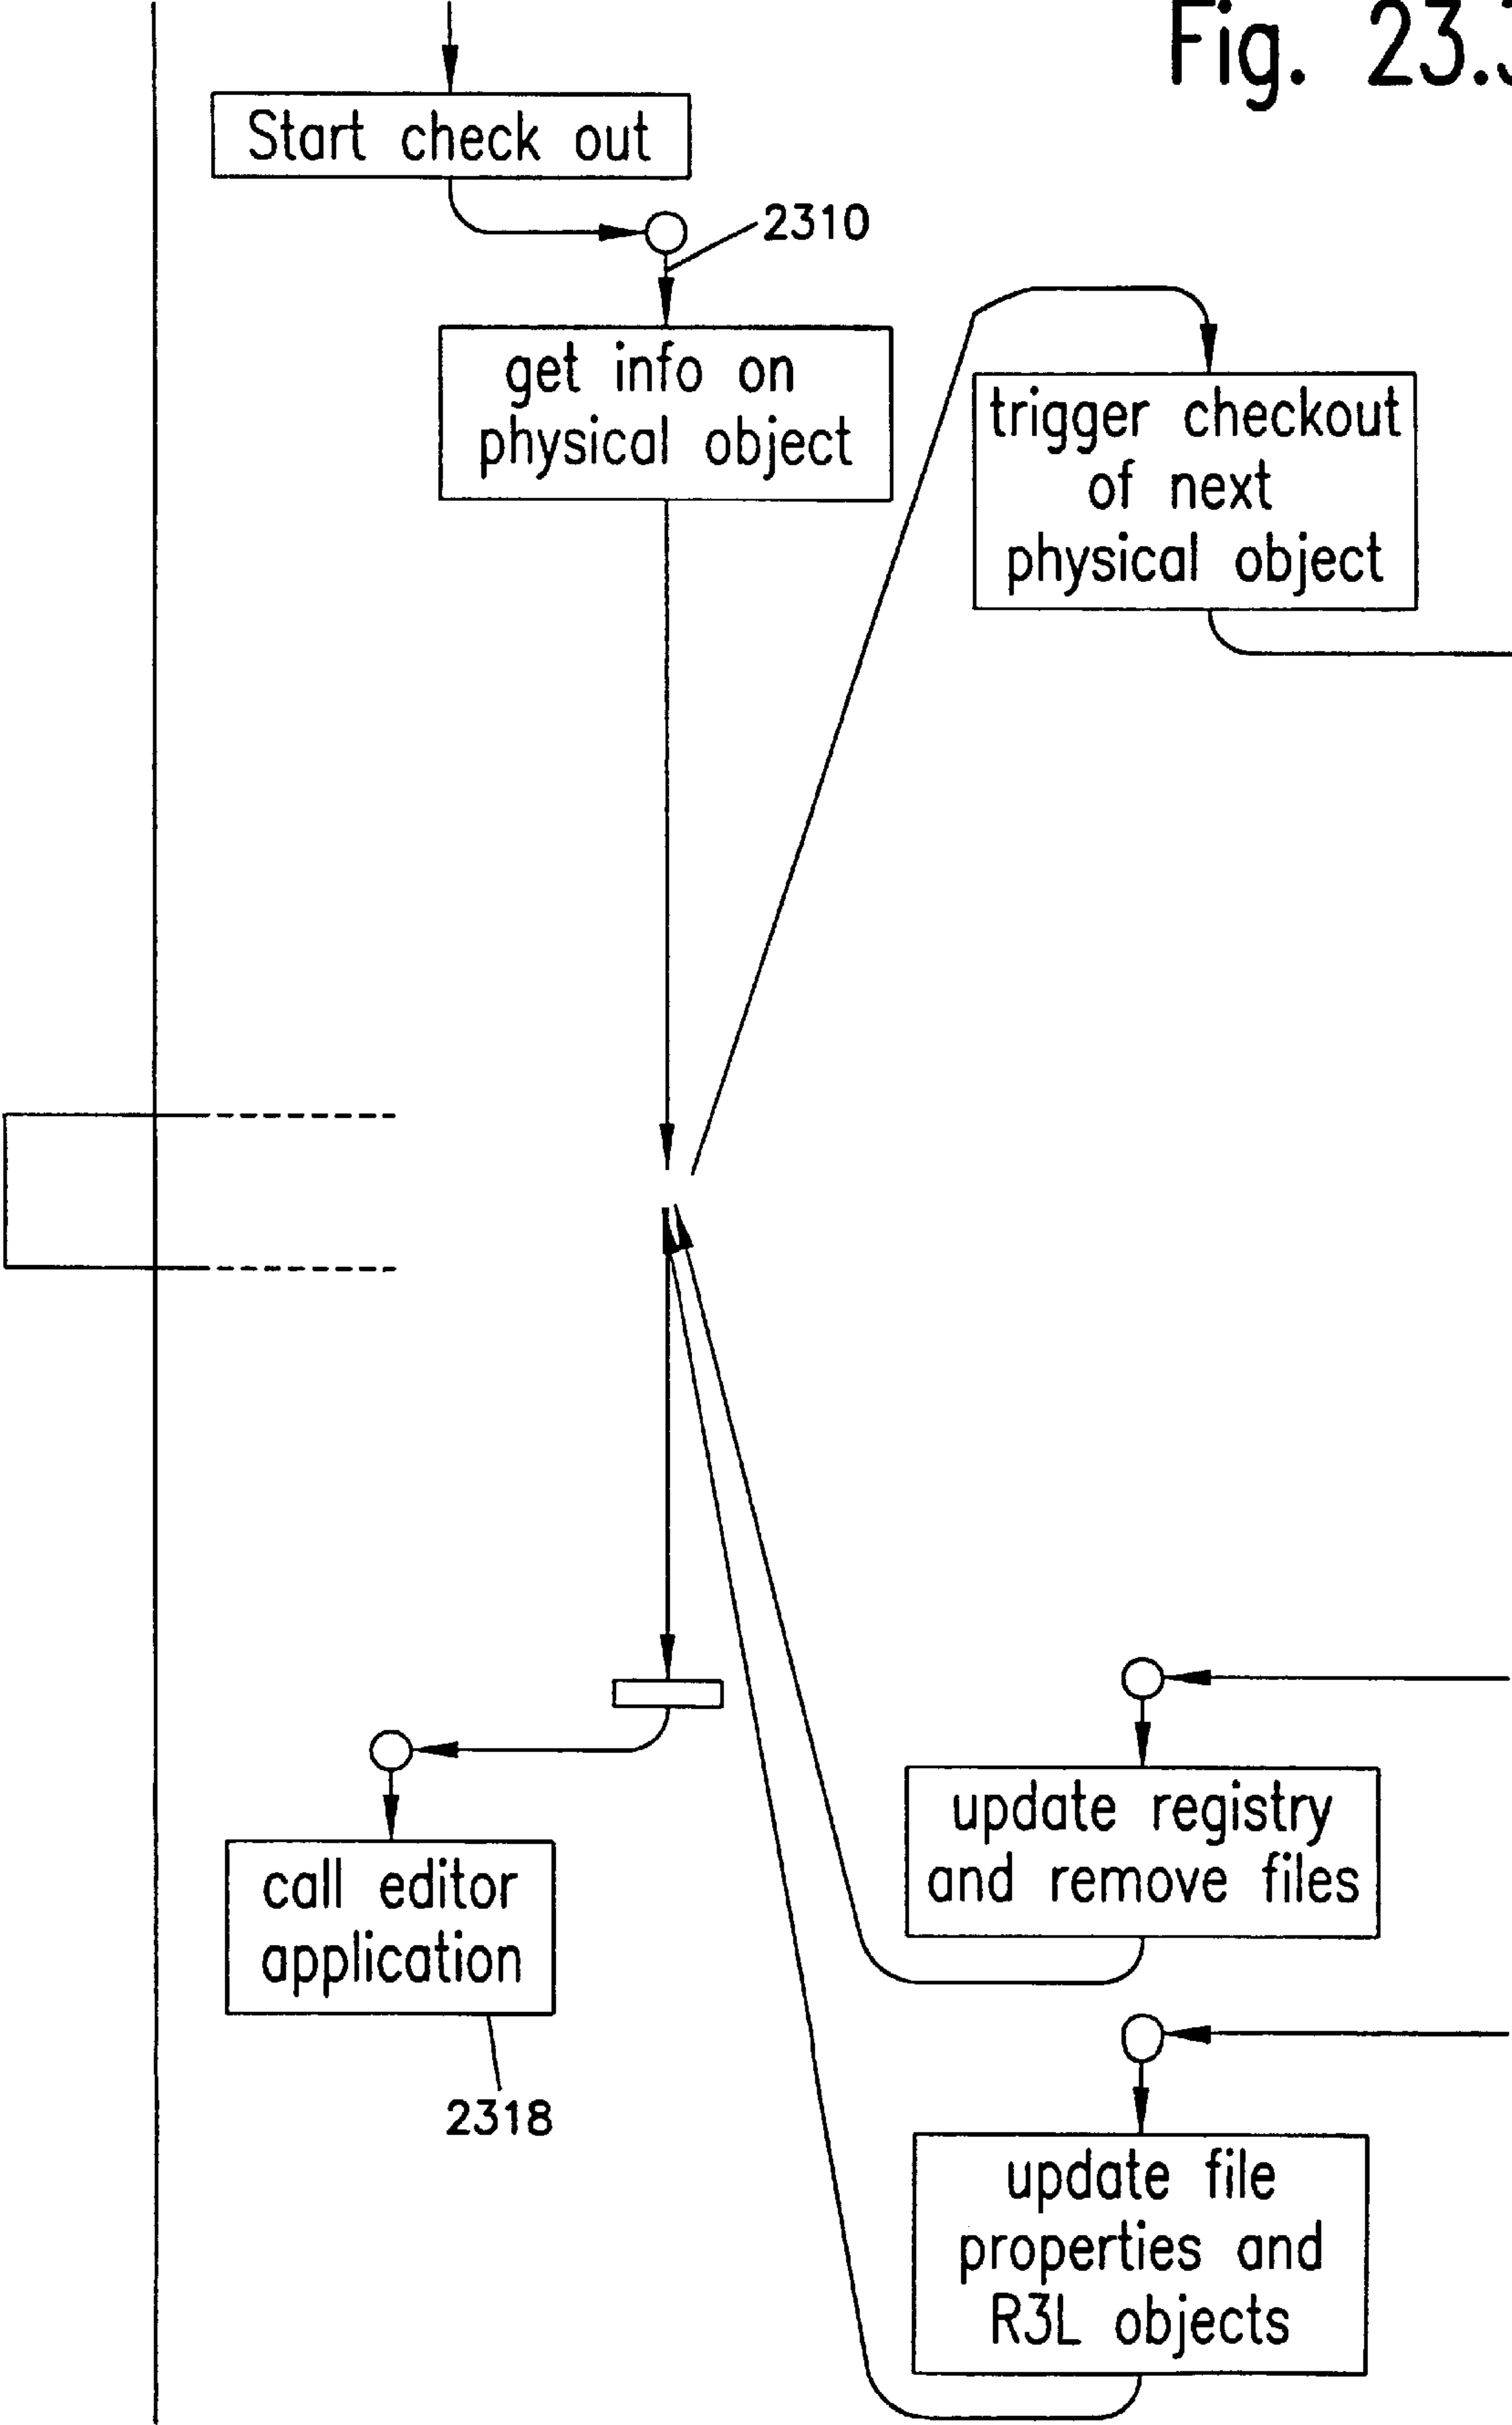 Fig. 23.3
Start check out
2310
get info on
physical object
trigger checkout
of next
physical object
update registry
and remove files
call editor
application
2318
update file
properties and
R3L objects